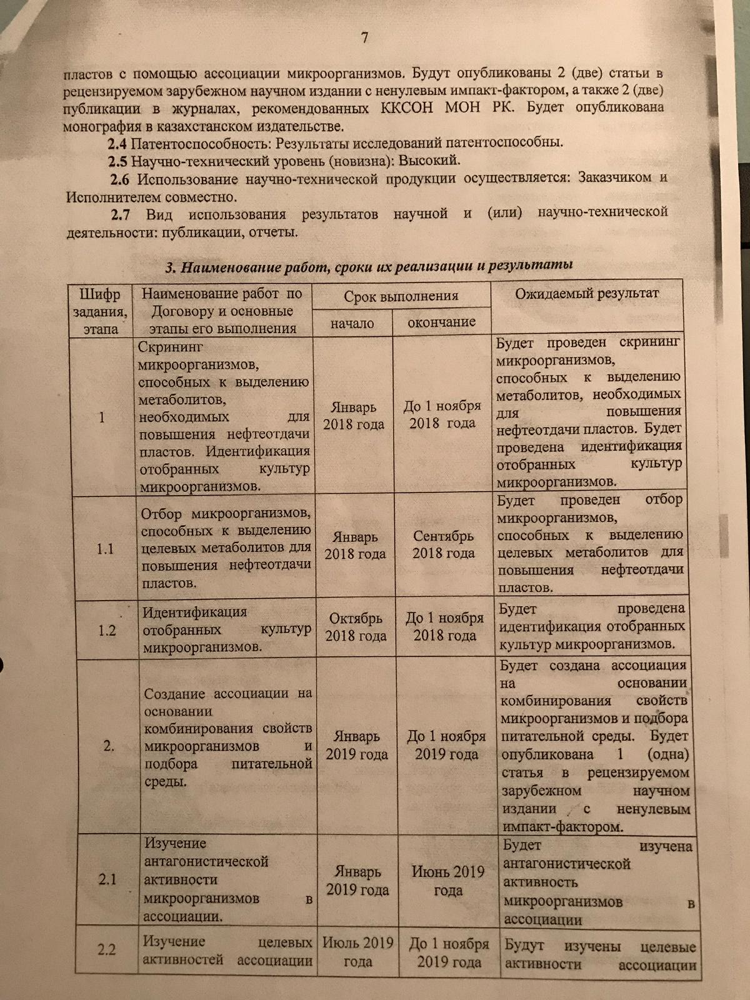 7
пластов с помощью ассоциации микроорганизмов. Будут опубликованы 2 (две) статьи в
рецензируемом зарубежном научном издании с ненулевым импакт-фактором, а также 2 (две)
публикации в журналах, рекомендованных ККСОН МОН РК. Будет опубликована
монография в казахстанском издательстве.
2.4 Патентоспособность: Результаты исследований патентоспособны.
2.5 Научно-технический уровень (новизна): Высокий.
2.6 Использование научно-технической продукции осуществляется: Заказчиком и
Исполнителем совместно.
2.7 Вид использования результатов научной и (или) научно-технической
деятельности: публикации, отчеты.
3. Наименование работ, сроки их реализации и результаты
Шифр
задания,
этапа
Наименование работ по
Договору и основные
этапы его выполнения
Срок выполнения
начало
окончание
Ожидаемый результат
1
Скрининг
микроорганизмов,
способных к выделению
метаболитов,
необходимых для
повышения нефтеотдачи
пластов. Идентификация
отобранных культур
микроорганизмов.
Январь
2018 года
До 1 ноября
2018 года
Будет проведен скрининг
микроорганизмов,
способных к выделению
метаболитов, необходимых
для повышения
нефтеотдачи пластов. Будет
проведена идентификация
отобранных культур
микроорганизмов.
1.1
Отбор микроорганизмов,
способных к выделению
целевых метаболитов для
повышения нефтеотдачи
пластов.
Январь
2018 года
Сентябрь
2018 года
Будет проведен отбор
микроорганизмов,
способных к выделению
целевых метаболитов для
повышения нефтеотдачи
пластов.
1.2
Идентификация
отобранных культур
микроорганизмов.
Октябрь
2018 года
До 1 ноября
2018 года
Будет проведена
идентификация отобранных
культур микроорганизмов.
2.
Создание ассоциации на
основании
комбинирования свойств
микроорганизмов и
подбора питательной
среды.
Январь
2019 года
До 1 ноября
2019 года
Будет создана ассоциация
на основании
комбинирования свойств
микроорганизмов и подбора
питательной среды. Будет
опубликована 1 (одна)
статья в рецензируемом
зарубежном научном
издании с ненулевым
импакт-фактором.
2.1
Изучение
антагонистической
активности
микроорганизмов в
ассоциации.
Январь
2019 года
Июнь 2019
года
Будет изучена
антагонистической
активность
микроорганизмов в
ассоциации
2.2
Изучение целевых
активностей ассоциации
Июль 2019
года
До 1 ноября
2019 года
Будут изучены целевые
активности ассоциации